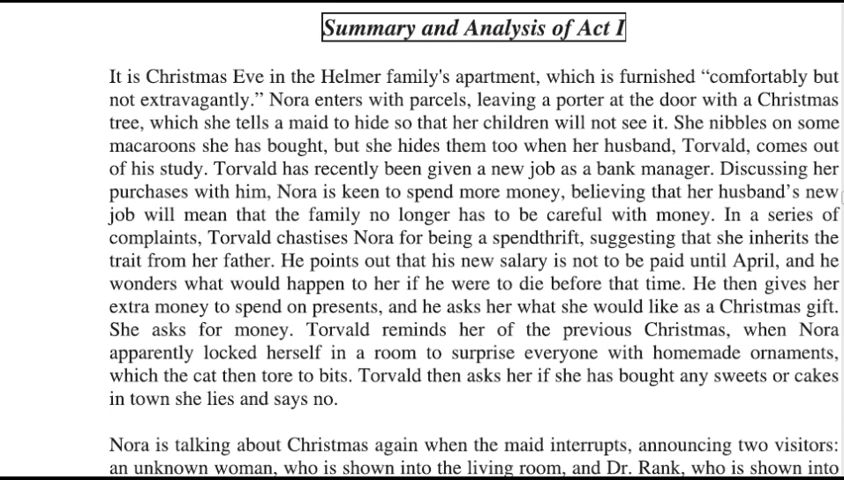 Summary and Analysis of Act I
It is Christmas Eve in the Helmer family's apartment, which is furnished “comfortably but
not extravagantly.” Nora enters with parcels, leaving a porter at the door with a Christmas
tree, which she tells a maid to hide so that her children will not see it. She nibbles on some
macaroons she has bought, but she hides them too when her husband, Torvald, comes out
of his study. Torvald has recently been given a new job as a bank manager. Discussing her
purchases with him, Nora is keen to spend more money, believing that her husband’s new
job will mean that the family no longer has to be careful with money. In a series of
complaints, Torvald chastises Nora for being a spendthrift, suggesting that she inherits the
trait from her father. He points out that his new salary is not to be paid until April, and he
wonders what would happen to her if he were to die before that time. He then gives her
extra money to spend on presents, and he asks her what she would like as a Christmas gift.
She asks for money. Torvald reminds her of the previous Christmas, when Nora
apparently locked herself in a room to surprise everyone with homemade ornaments,
which the cat then tore to bits. Torvald then asks her if she has bought any sweets or cakes
in town she lies and says no.
Nora is talking about Christmas again when the maid interrupts, announcing two visitors:
an unknown woman, who is shown into the living room, and Dr. Rank, who is shown into